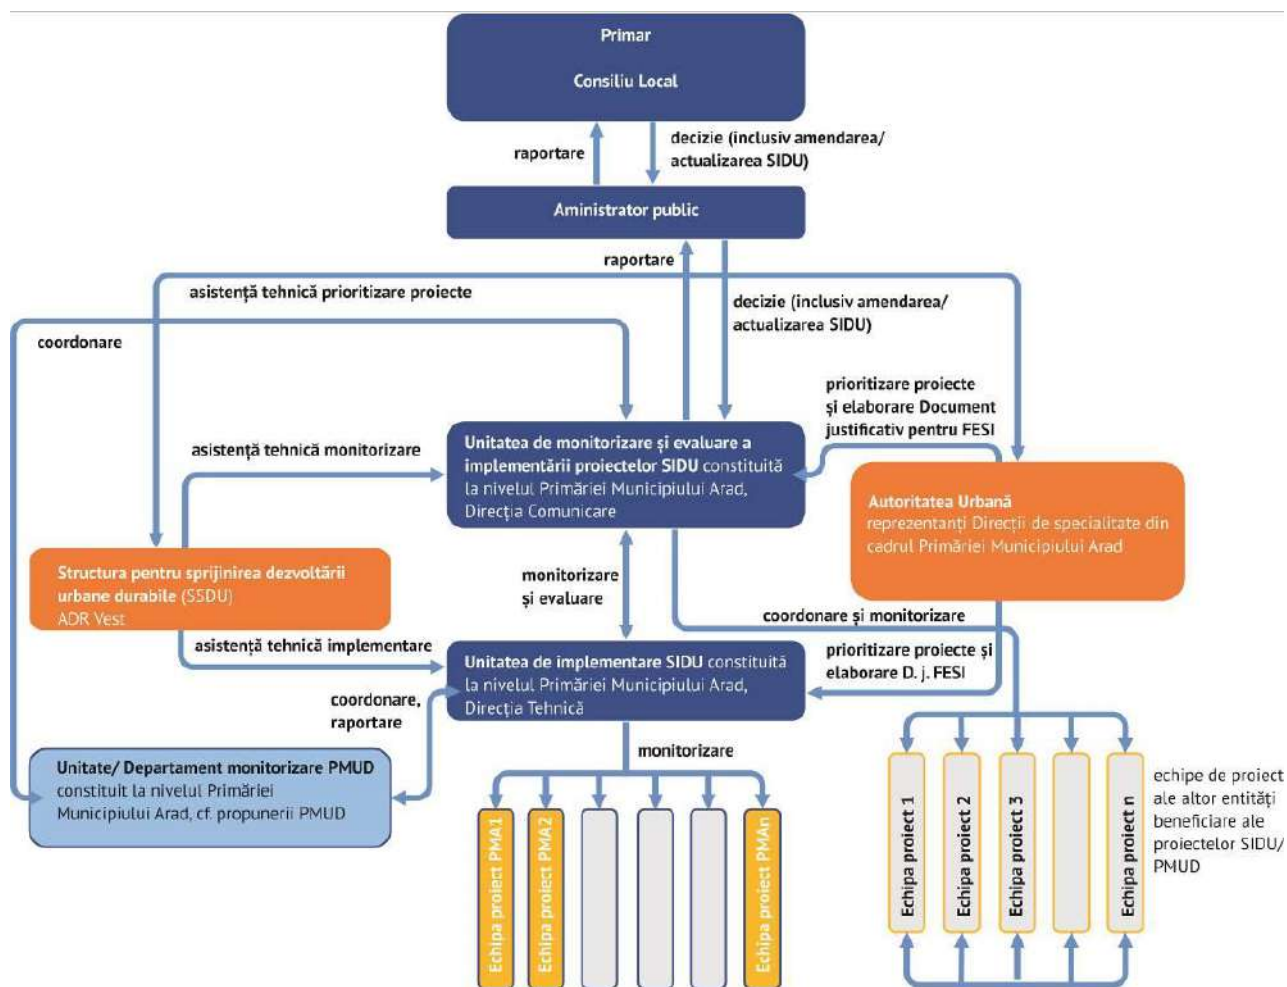 Primar
Consiliu Local
raportare
decizie (inclusiv amendarea/
actualizarea SIDU)
Aministrator public
raportare
asistență tehnică prioritizare proiecte
decizie (inclusiv amendarea/
actualizarea SIDU)
coordonare
prioritizare proiecte
și elaborare Document
justificativ pentru FESI
asistență tehnică monitorizare
Unitatea de monitorizare și evaluare a
implementării proiectelor SIDU constituită
la nivelul Primăriei Municipiului Arad,
Direcția Comunicare
Autoritatea Urbană
reprezentanți Direcții de specialitate din
cadrul Primăriei Municipiului Arad
Structura pentru sprijinirea dezvoltării
urbane durabile (SSDU)
ADR Vest
monitorizare
și evaluare
coordonare și monitorizare
asistență tehnică implementare
Unitatea de implementare SIDU constituită
la nivelul Primăriei Municipiului Arad,
Direcția Tehnică
prioritizare proiecte și
elaborare D. j. FESI
coordonare,
raportare
monitorizare
Unitate/ Departament monitorizare PMUD
constituit la nivelul Primăriei
Municipiului Arad, cf. propunerii PMUD
Echipa proiect PMA1
Echipa proiect PMA2
Echipa proiect PMAn
Echipa proiect 1
Echipa proiect 2
Echipa proiect 3
Echipa proiect n
echipe de proiect
ale altor entități
beneficiare ale
proiectelor SIDU/
PMUD